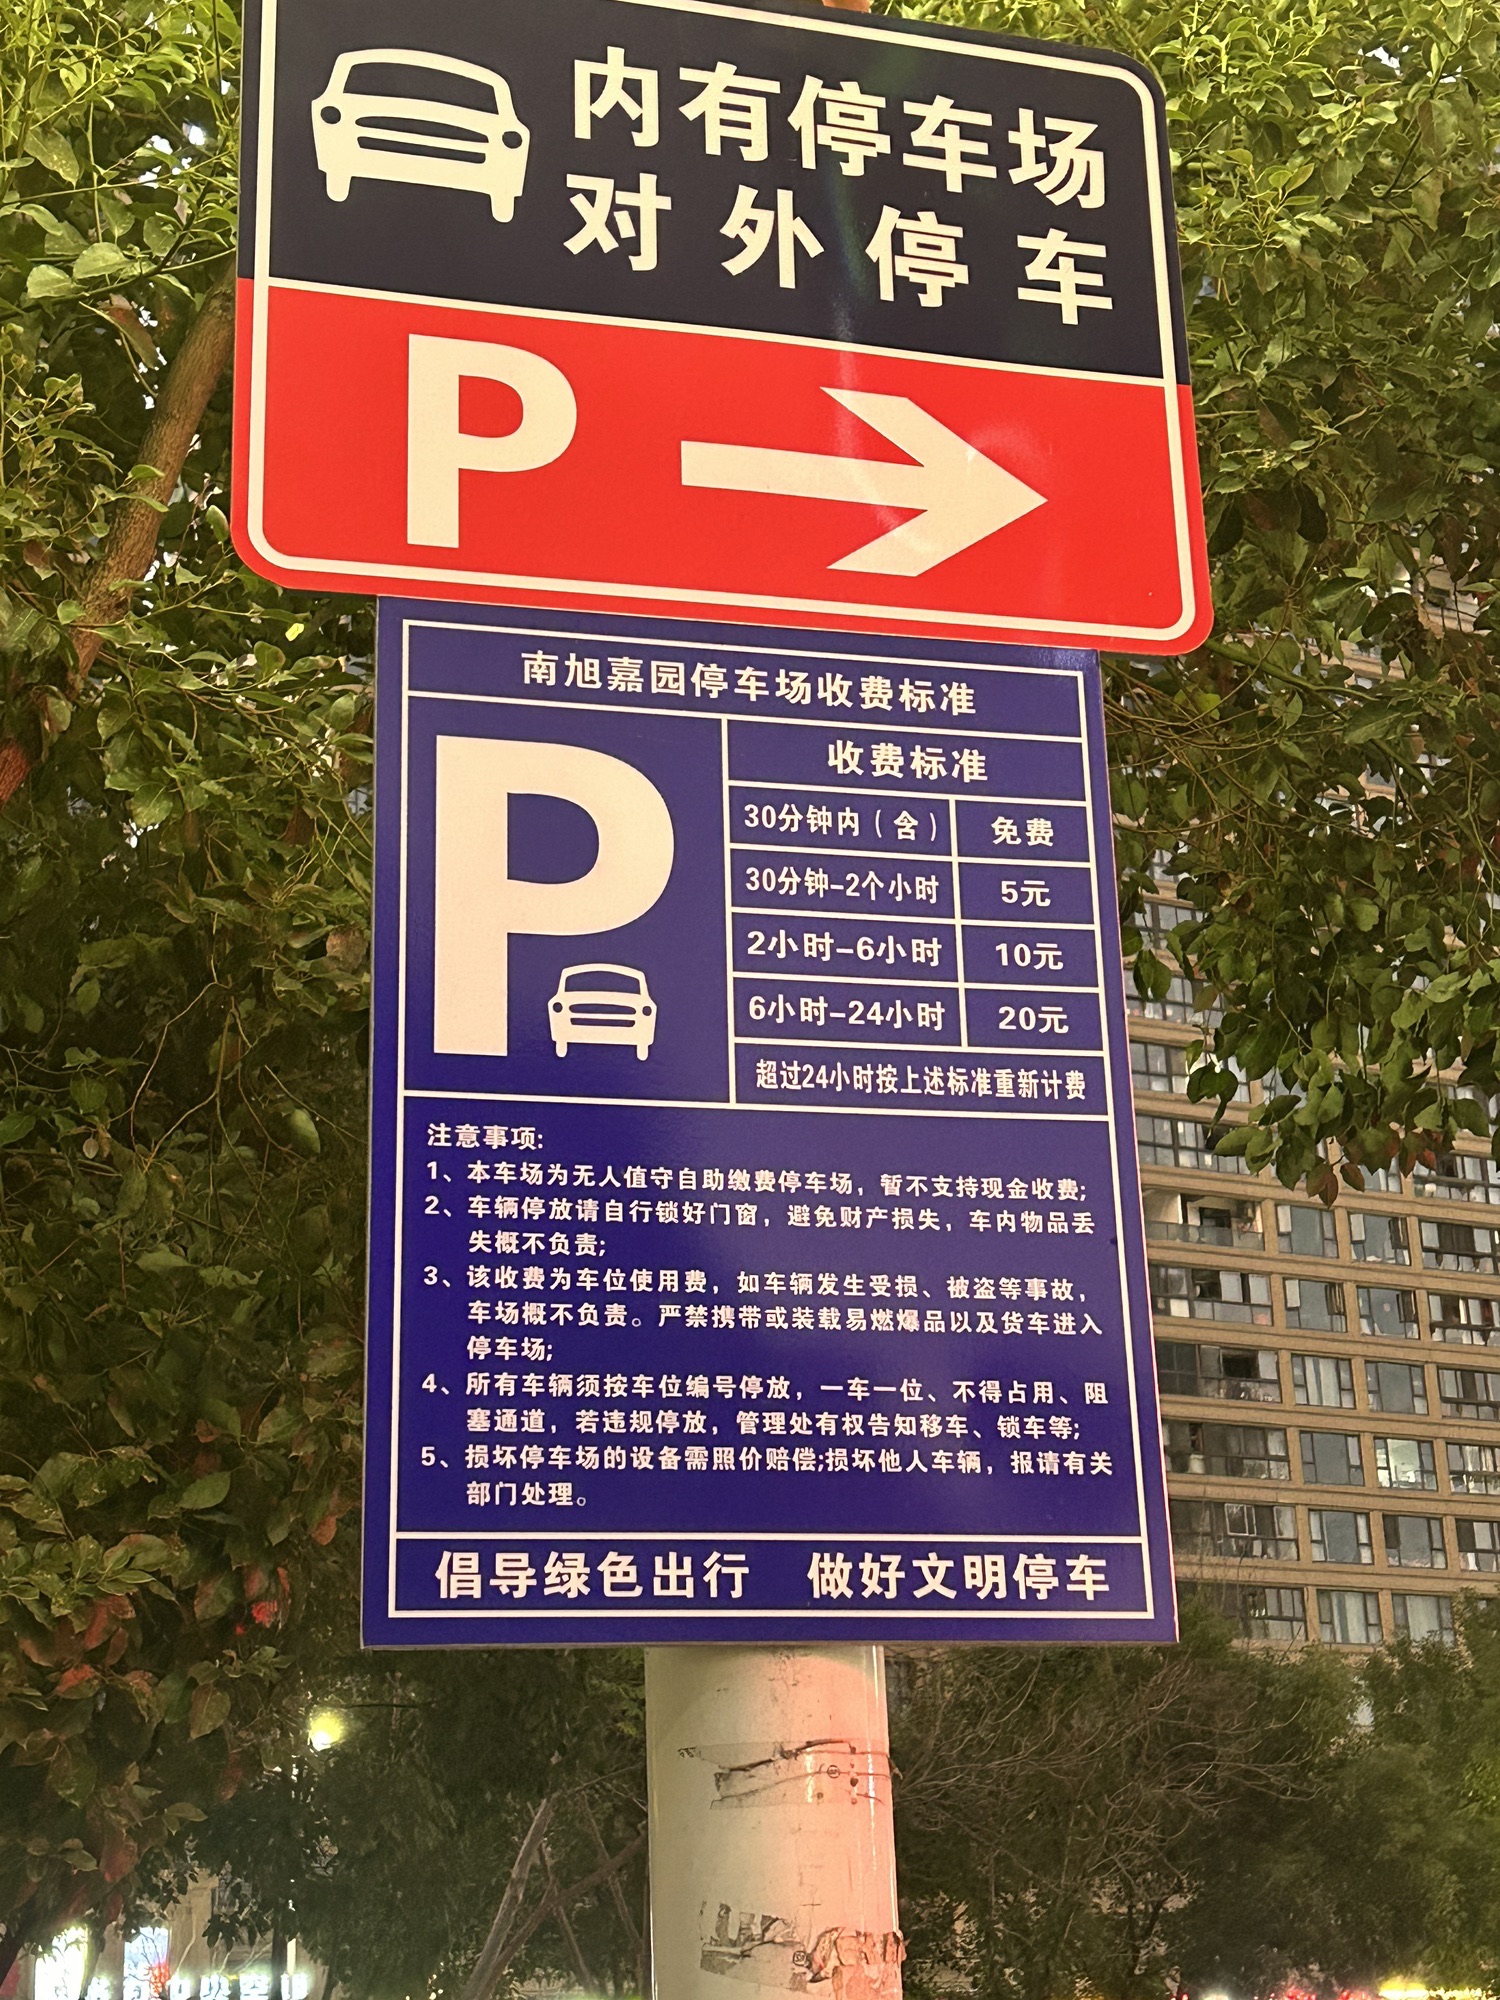 内有停车场
对外停车
P
南旭嘉园停车场收费标准
P
收费标准
30分钟内（含） 免费
30分钟-2个小时 5元
2小时-6小时 10元
6小时-24小时 20元
超过24小时按上述标准重新计费
注意事项:
1、本车场为无人值守自助缴费停车场，暂不支持现金收费;
2、车辆停放请自行锁好门窗，避免财产损失，车内物品丢
失概不负责;
3、该收费为车位使用费，如车辆发生受损、被盗等事故，
车场概不负责。严禁携带或装载易燃爆品以及货车进入
停车场;
4、所有车辆须按车位编号停放，一车一位、不得占用、阻
塞通道，若违规停放，管理处有权告知移车、锁车等;
5、损坏停车场的设备需照价赔偿;损坏他人车辆，报请有关
部门处理。
倡导绿色出行 做好文明停车